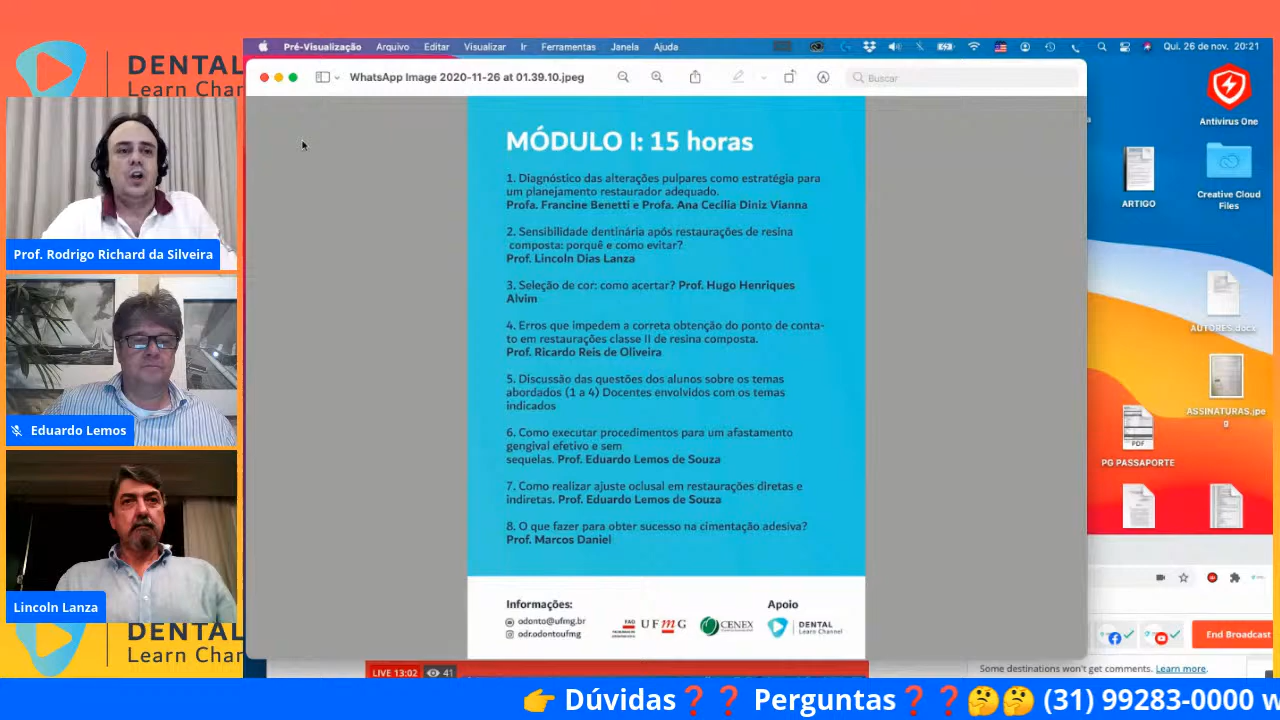 DENTAL
Learn Chan
Prof. Rodrigo Richard da Silveira
Eduardo Lemos
Lincoln Lanza
DENTAL
Learn Chan
Pré-Visualização Arquivo Editar Visualizar Ir Ferramentas Janela Ajuda
Qui. 26 de nov. 20:21
WhatsApp Image 2020-11-26 at 01.39.10.jpeg
Buscar
MÓDULO I: 15 horas
1. Diagnóstico das alterações pulpares como estratégia para
um planejamento restaurador adequado.
Profa. Francine Benetti e Profa. Ana Cecília Diniz Vianna
2. Sensibilidade dentinária após restaurações de resina
composta: porquê e como evitar?
Prof. Lincoln Dias Lanza
3. Seleção de cor: como acertar? Prof. Hugo Henriques
Alvim
4. Erros que impedem a correta obtenção do ponto de conta-
to em restaurações classe II de resina composta.
Prof. Ricardo Reis de Oliveira
5. Discussão das questões dos alunos sobre os temas
abordados (1 a 4) Docentes envolvidos com os temas
indicados
6. Como executar procedimentos para um afastamento
gengival efetivo e sem
sequelas. Prof. Eduardo Lemos de Souza
7. Como realizar ajuste oclusal em restaurações diretas e
indiretas. Prof. Eduardo Lemos de Souza
8. O que fazer para obter sucesso na cimentação adesiva?
Prof. Marcos Daniel
Informações:
odonto@ufmg.br
odr.odontoufmg
FAO
UFmG
CENEX
Apoio
DENTAL
Learn Channel
Antivirus One
ARTIGO
Creative Cloud
Files
AUTORES.docx
ASSINATURAS.jpe
g
PDF
PG PASSAPORTE
End Broadcast
Some destinations won't get comments. Learn more.
LIVE 13:02 41
👉 Dúvidas❓❓ Perguntas❓❓🤔🤔 (31) 99283-0000 w